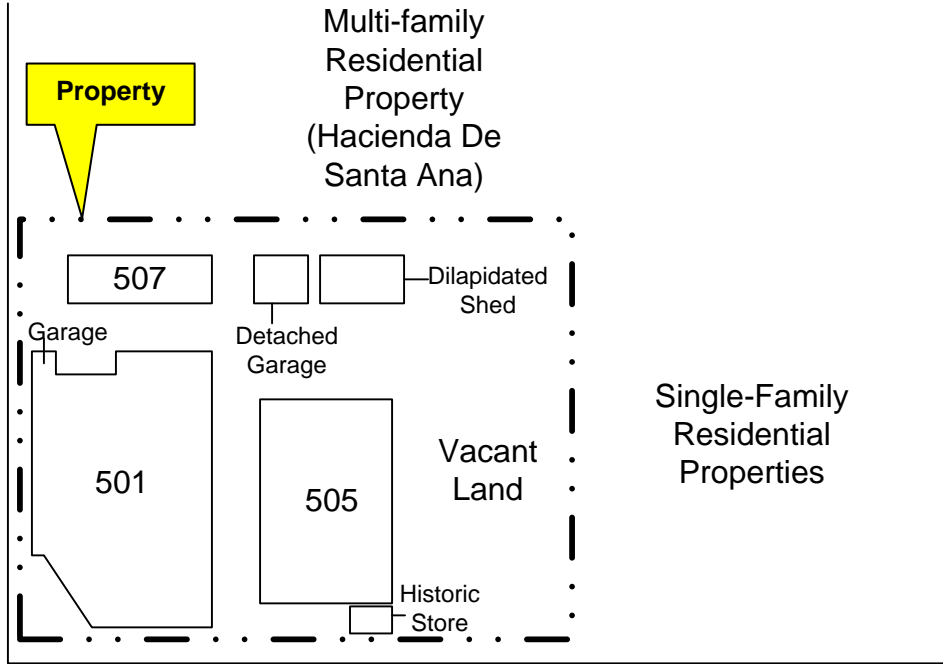 Multi-family
Residential
Property
(Hacienda De
Santa Ana)
Property
507
Dilapidated
Shed
Garage
Detached
Garage
501
505
Vacant
Land
Single-Family
Residential
Properties
Historic
Store